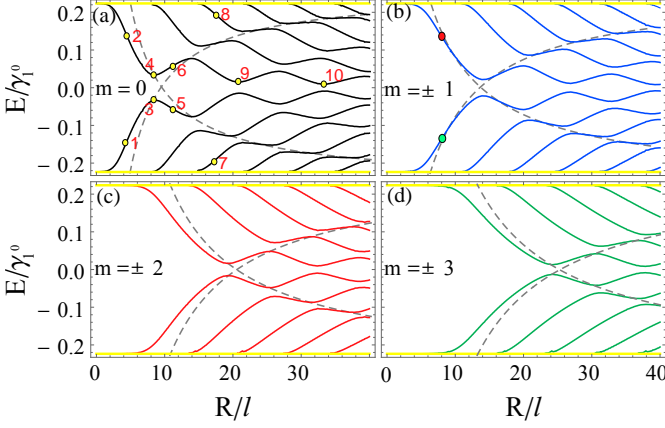 (a)
0.2
0.1
0.0
− 0.1
− 0.2
E/γ₁⁰
m = 0
1
2
3
4
5
6
7
8
9
10
(b)
m = ± 1
(c)
0.2
0.1
0.0
− 0.1
− 0.2
E/γ₁⁰
m = ± 2
0 10 20 30
R/l
(d)
m = ± 3
0 10 20 30 40
R/l